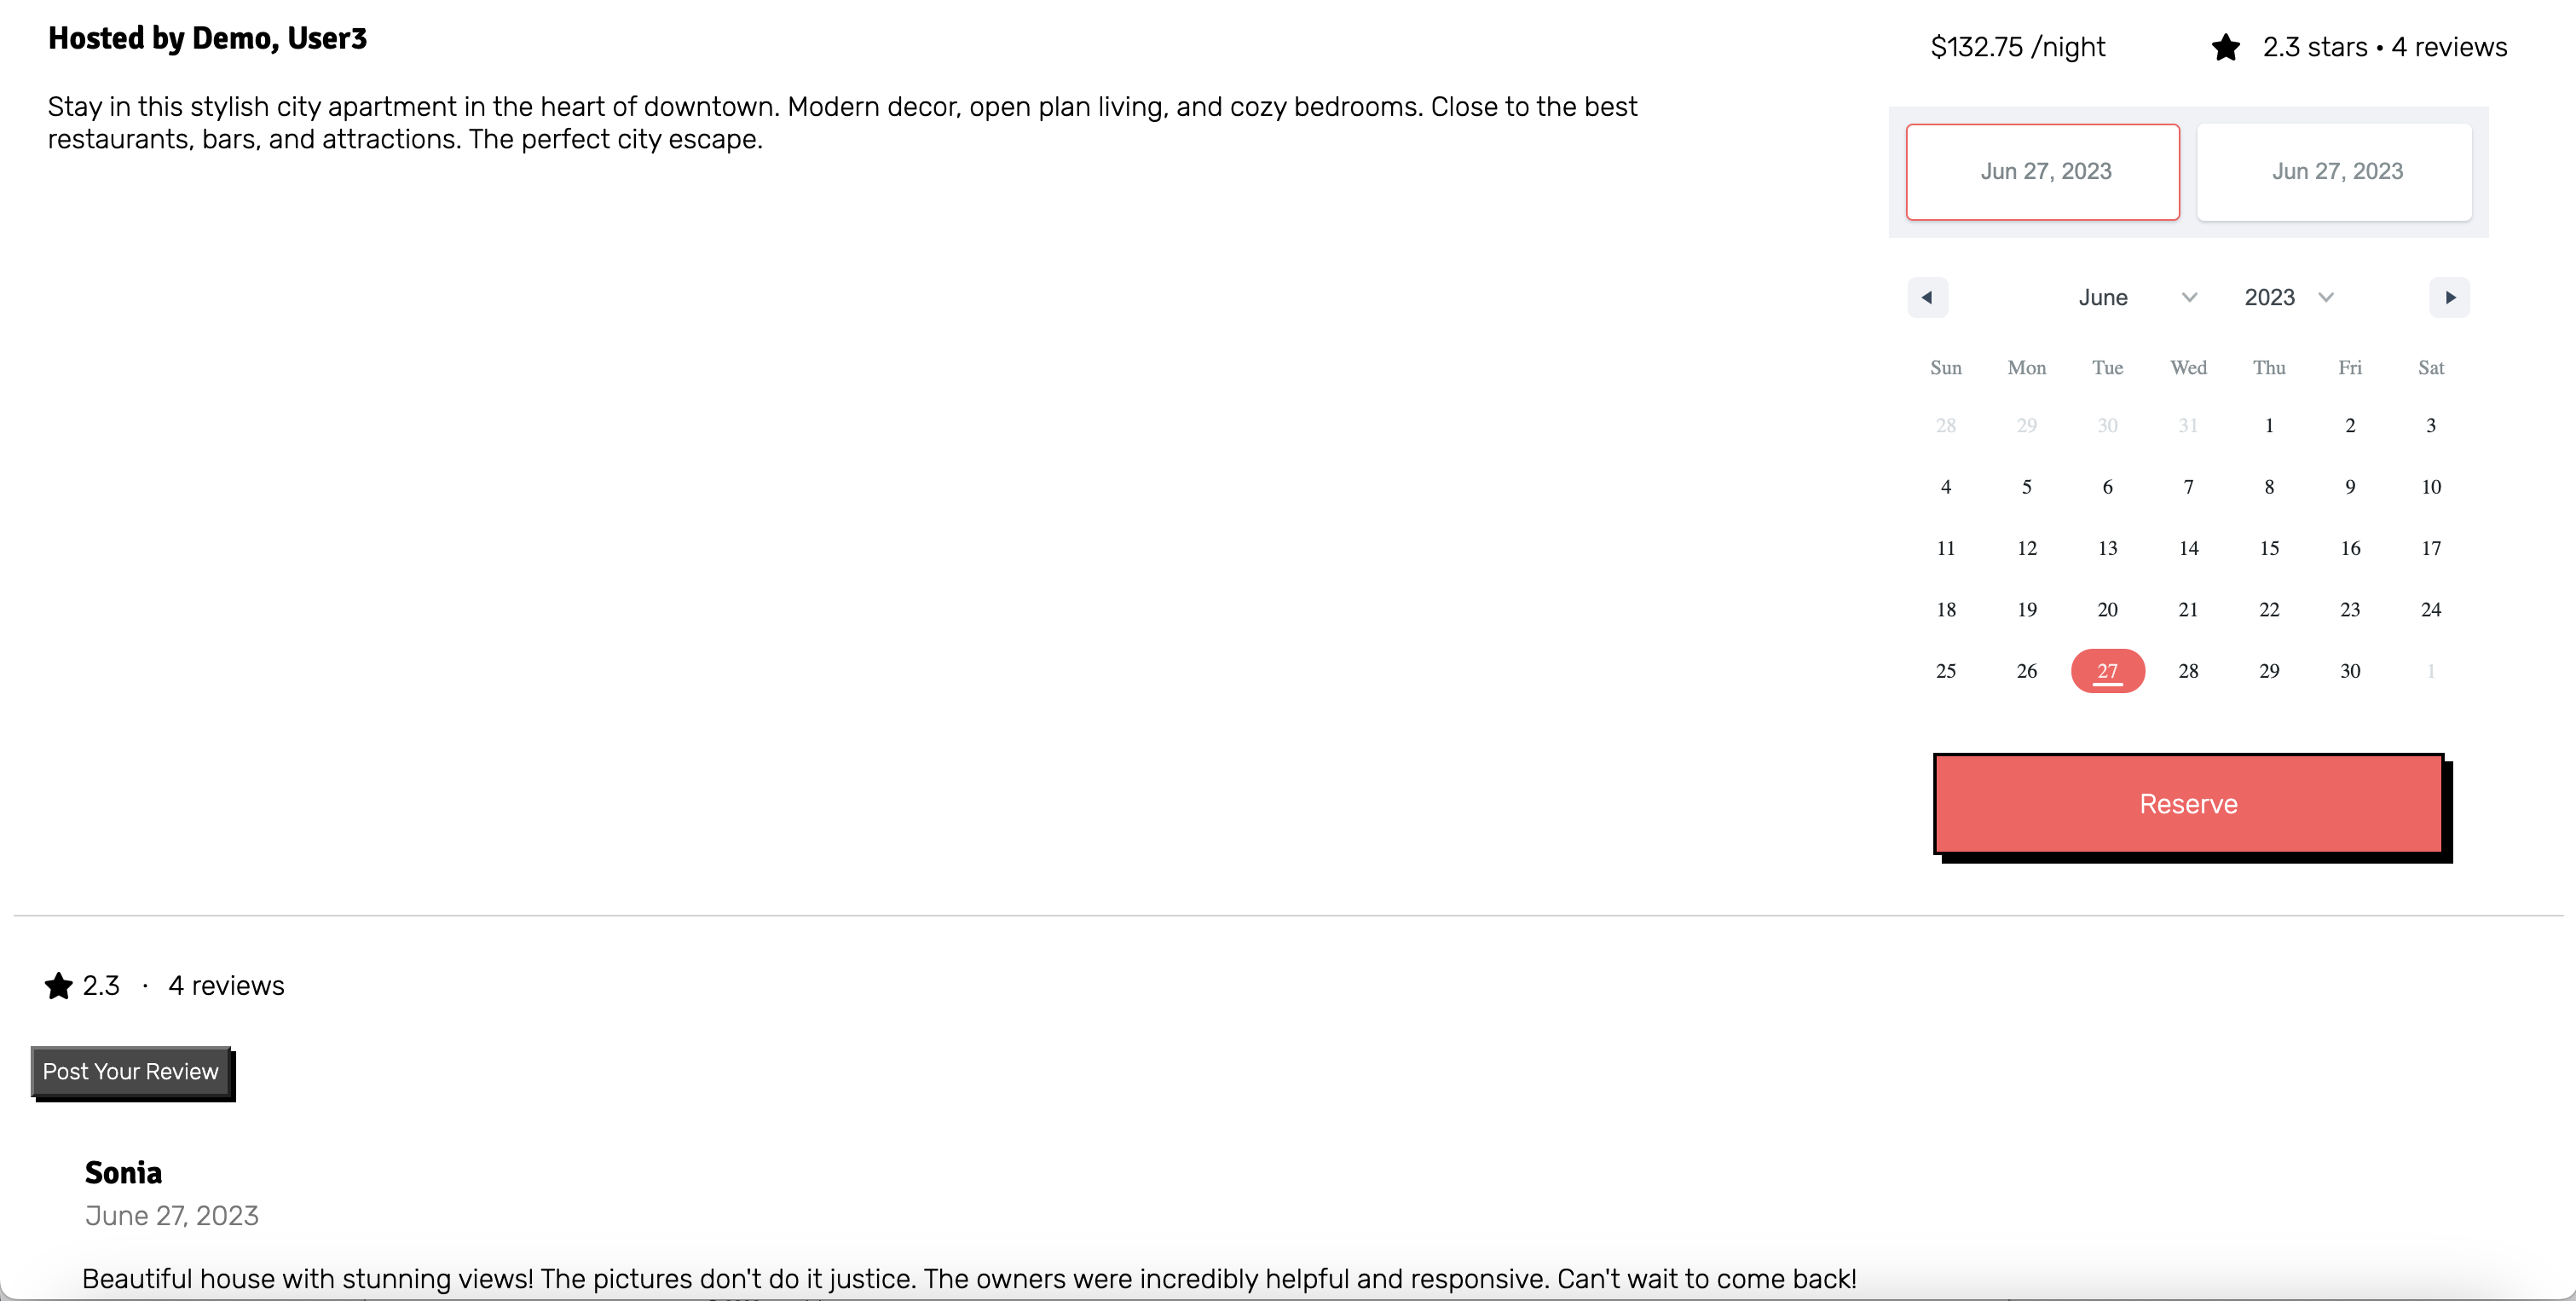 Hosted by Demo, User3
Stay in this stylish city apartment in the heart of downtown. Modern decor, open plan living, and cozy bedrooms. Close to the best
restaurants, bars, and attractions. The perfect city escape.
$132.75 /night
2.3 stars • 4 reviews
Jun 27, 2023
Jun 27, 2023
June 2023
Sun Mon Tue Wed Thu Fri Sat
28 29 30 31 1 2 3
4 5 6 7 8 9 10
11 12 13 14 15 16 17
18 19 20 21 22 23 24
25 26 27 28 29 30 1
Reserve
2.3 · 4 reviews
Post Your Review
Sonia
June 27, 2023
Beautiful house with stunning views! The pictures don't do it justice. The owners were incredibly helpful and responsive. Can't wait to come back!